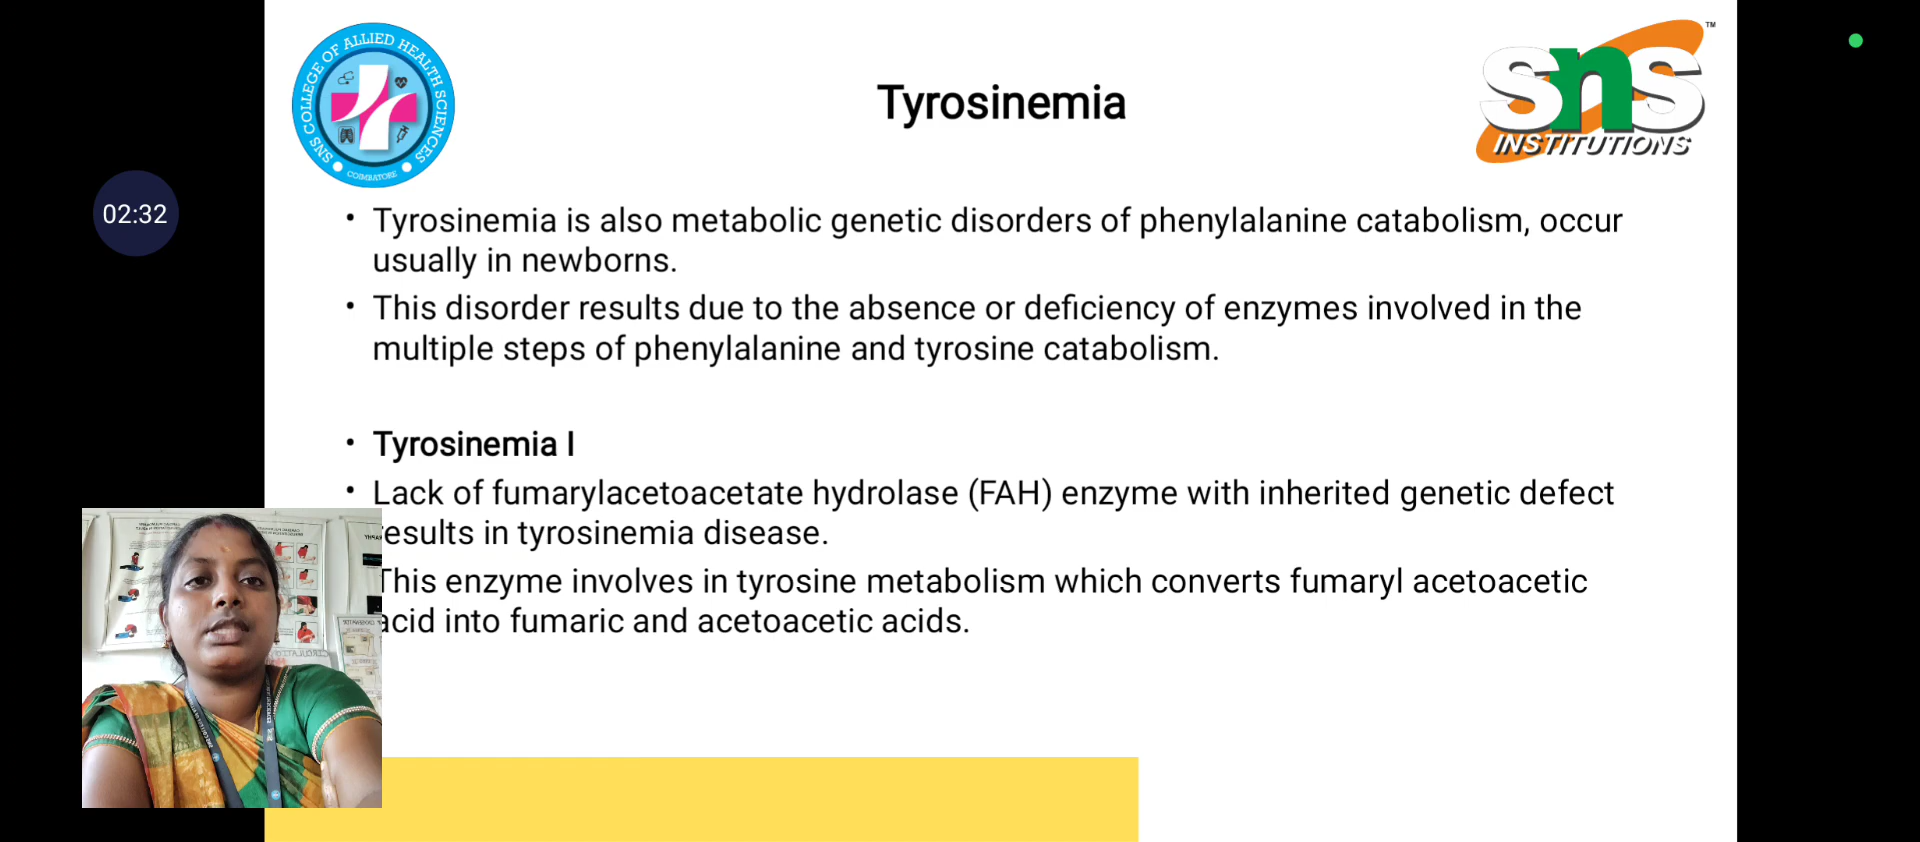 SNS COLLEGE OF ALLIED HEALTH SCIENCES
COIMBATORE
Tyrosinemia
sns
INSTITUTIONS
TM
02:32
• Tyrosinemia is also metabolic genetic disorders of phenylalanine catabolism, occur
usually in newborns.
• This disorder results due to the absence or deficiency of enzymes involved in the
multiple steps of phenylalanine and tyrosine catabolism.
• Tyrosinemia I
• Lack of fumarylacetoacetate hydrolase (FAH) enzyme with inherited genetic defect
results in tyrosinemia disease.
This enzyme involves in tyrosine metabolism which converts fumaryl acetoacetic
acid into fumaric and acetoacetic acids.